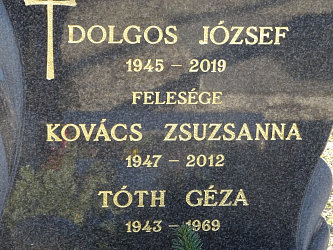 DOLGOS JÓZSEF
1945 – 2019
FELESÉGE
KOVÁCS ZSUZSANNA
1947 – 2012
TÓTH GÉZA
1943 – 1969